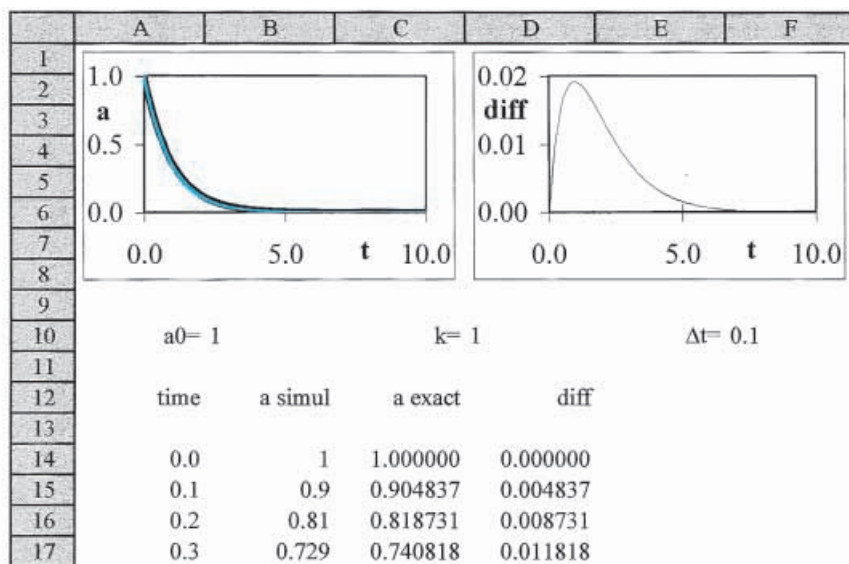 A B C D E F
1
2
3
4
5
6
7
8
9
10
11
12
13
14
15
16
17
1.0
a
0.5
0.0
0.0 5.0 t 10.0
0.02
diff
0.01
0.00
0.0 5.0 t 10.0
a0= 1 k= 1 Δt= 0.1
time a simul a exact diff
0.0 1 1.000000 0.000000
0.1 0.9 0.904837 0.004837
0.2 0.81 0.818731 0.008731
0.3 0.729 0.740818 0.011818